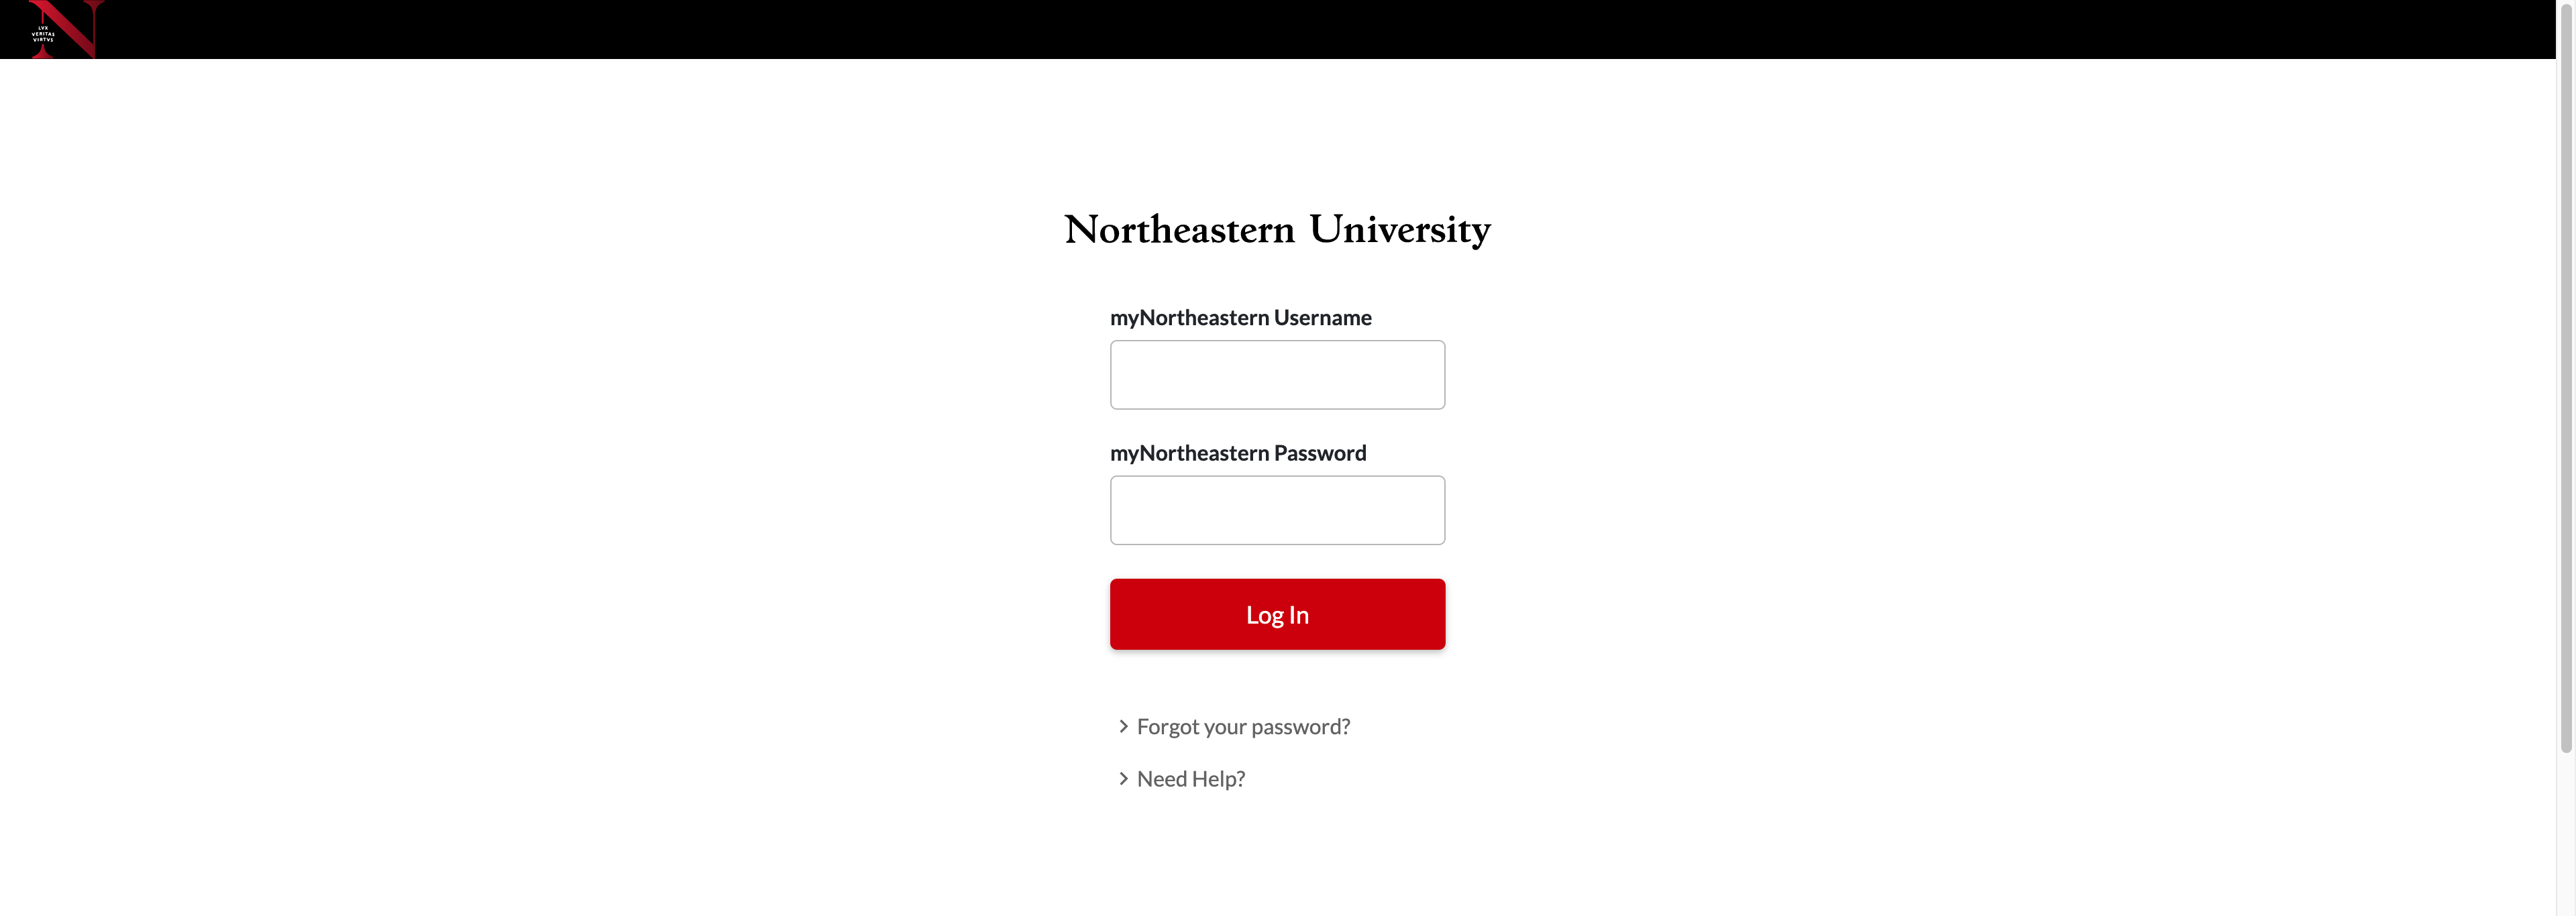 LVX
VERITAS
VIRTVS
Northeastern University
myNortheastern Username
myNortheastern Password
Log In
Forgot your password?
Need Help?